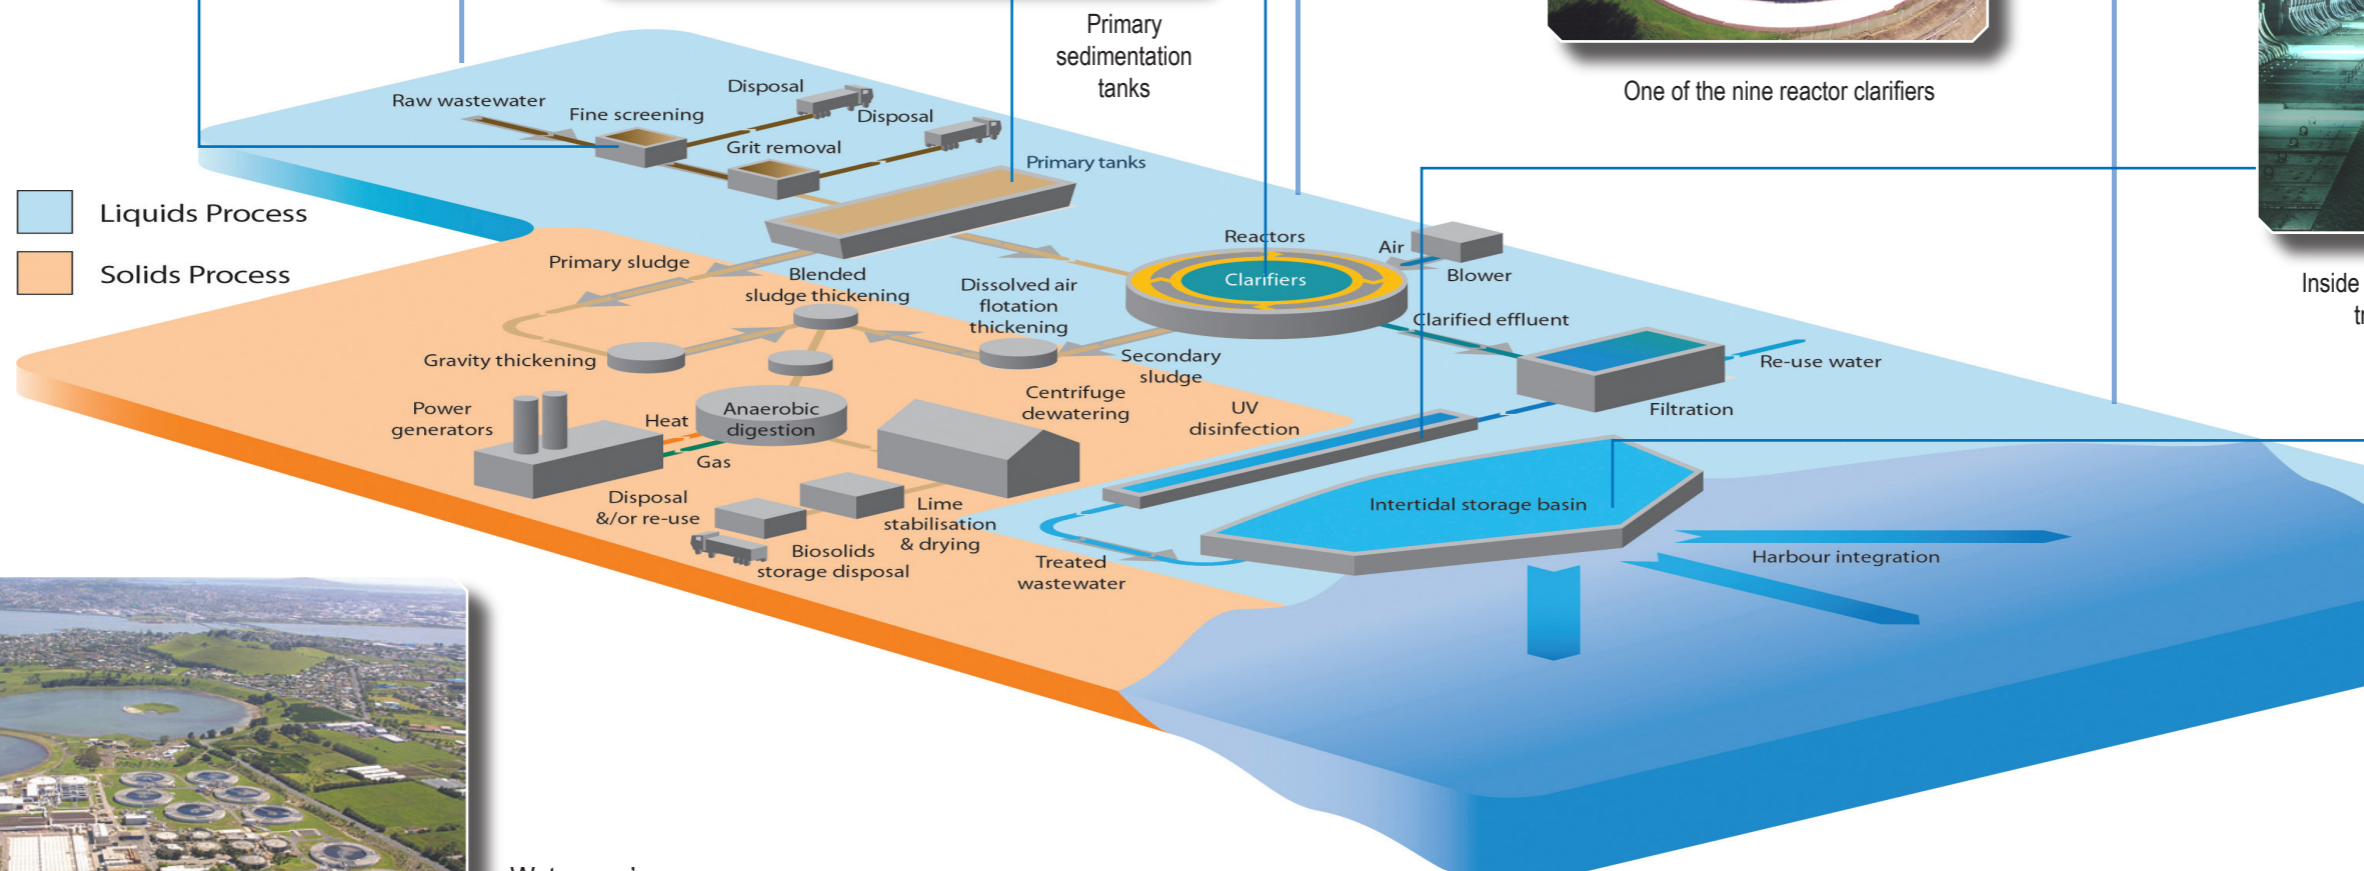 Primary
sedimentation
tanks
One of the nine reactor clarifiers
Inside
Raw wastewater
Fine screening
Disposal
Disposal
Grit removal
Primary tanks
Liquids Process
Solids Process
Primary sludge
Blended
sludge thickening
Dissolved air
flotation
thickening
Reactors
Clarifiers
Air
Blower
Clarified effluent
Gravity thickening
Secondary
sludge
Re-use water
Filtration
Power
generators
Heat
Gas
Anaerobic
digestion
Centrifuge
dewatering
UV
disinfection
Disposal
&/or re-use
Lime
stabilisation
& drying
Biosolids
storage disposal
Treated
wastewater
Intertidal storage basin
Harbour integration